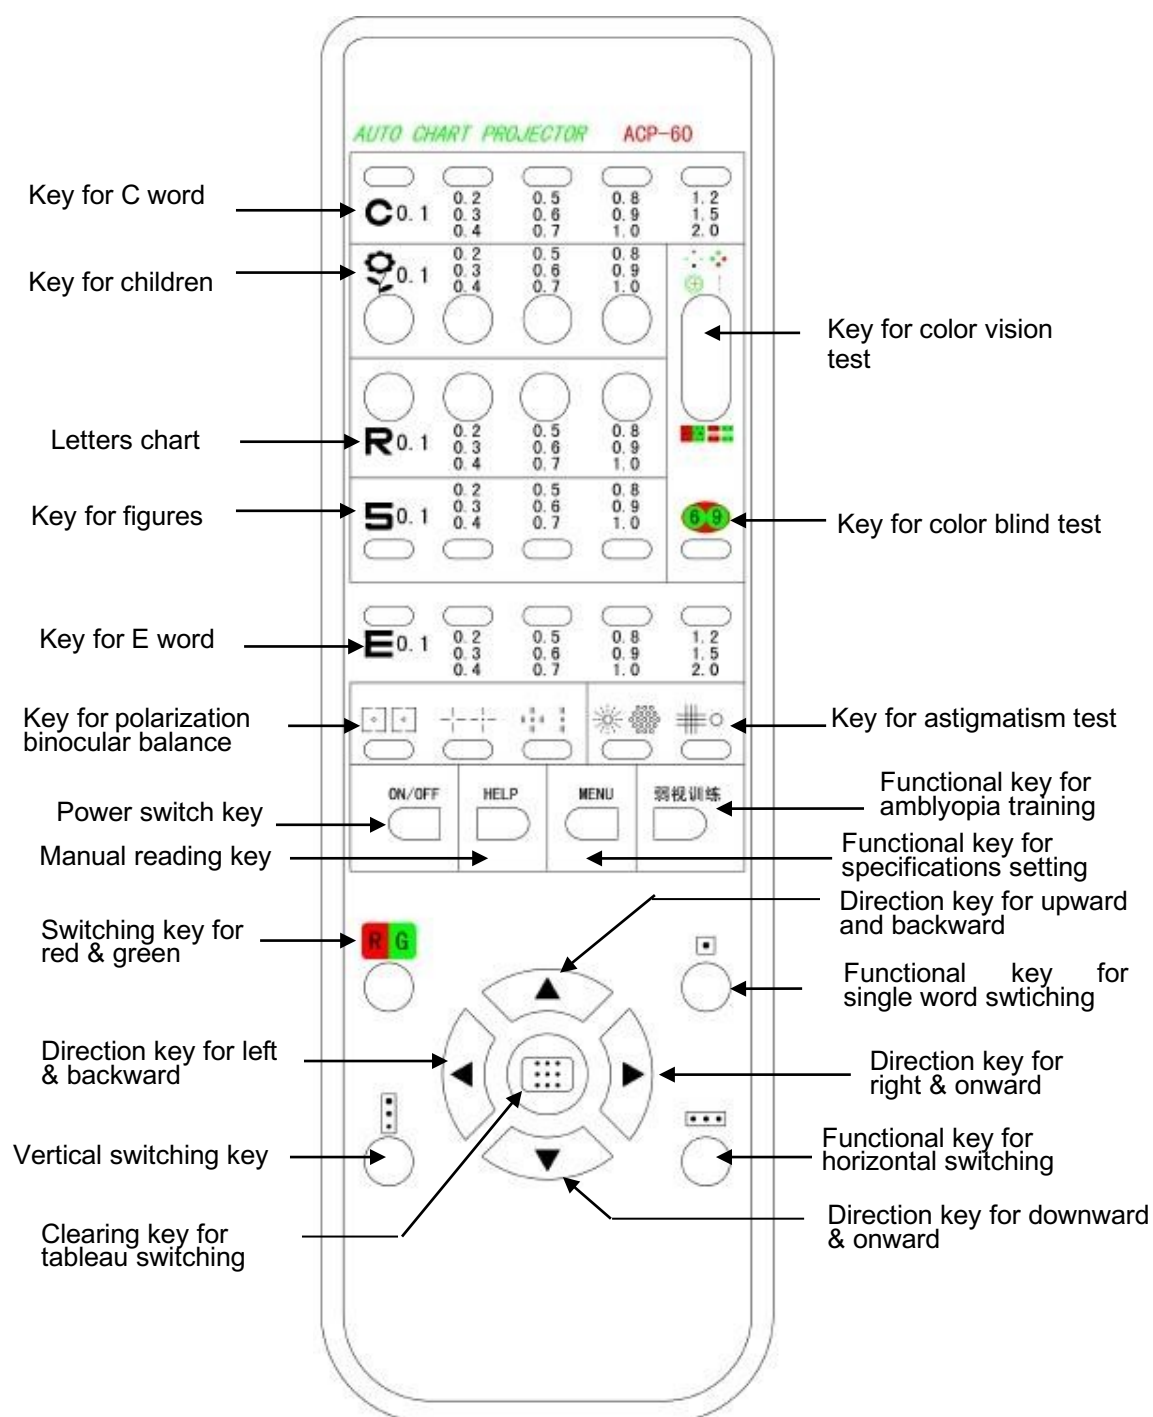 AUTO CHART PROJECTOR ACP-60
Key for C word
C 0.1 0.2 0.5 0.8 1.2
0.3 0.6 0.9 1.5
0.4 0.7 1.0 2.0
Key for children
0.1 0.2 0.5 0.8
0.3 0.6 0.9
0.4 0.7 1.0
Key for color vision
test
Letters chart
R 0.1 0.2 0.5 0.8
0.3 0.6 0.9
0.4 0.7 1.0
Key for figures
5 0.1 0.2 0.5 0.8
0.3 0.6 0.9
0.4 0.7 1.0
6 9
Key for color blind test
Key for E word
E 0.1 0.2 0.5 0.8 1.2
0.3 0.6 0.9 1.5
0.4 0.7 1.0 2.0
Key for polarization
binocular balance
Key for astigmatism test
ON/OFF HELP MENU 弱视训练
Power switch key
Functional key for
amblyopia training
Manual reading key
Functional key for
specifications setting
Direction key for upward
and backward
Switching key for
red & green
R G
Functional key for
single word swtiching
Direction key for left
& backward
Direction key for
right & onward
Vertical switching key
Functional key for
horizontal switching
Clearing key for
tableau switching
Direction key for downward
& onward